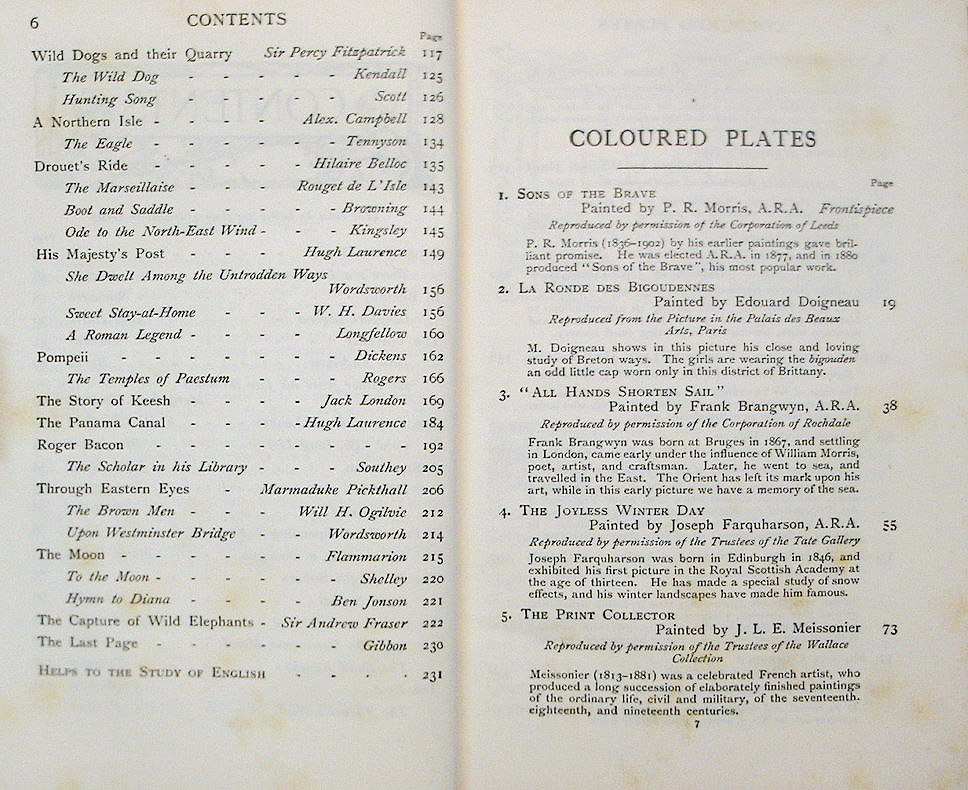 6 CONTENTS
Page
Wild Dogs and their Quarry Sir Percy Fitzpatrick 117
The Wild Dog - - - - - Kendall 125
Hunting Song - - - - - Scott 126
A Northern Isle - - - - Alex. Campbell 128
The Eagle - - - - - - Tennyson 134
Drouet's Ride - - - - - Hilaire Belloc 135
The Marseillaise - - - - Rouget de L'Isle 143
Boot and Saddle - - - - - Browning 144
Ode to the North-East Wind - - - Kingsley 145
His Majesty's Post - - - - Hugh Laurence 149
She Dwelt Among the Untrodden Ways
Wordsworth 156
Sweet Stay-at-Home - - - W. H. Davies 156
A Roman Legend - - - - Longfellow 160
Pompeii - - - - - - - Dickens 162
The Temples of Paestum - - - Rogers 166
The Story of Keesh - - - - Jack London 169
The Panama Canal - - - - Hugh Laurence 184
Roger Bacon - - - - - - - - 192
The Scholar in his Library - - - Southey 205
Through Eastern Eyes - Marmaduke Pickthall 206
The Brown Men - - - Will H. Ogilvie 212
Upon Westminster Bridge - - Wordsworth 214
The Moon - - - - - - Flammarion 215
To the Moon - - - - - - Shelley 220
Hymn to Diana - - - - Ben Jonson 221
The Capture of Wild Elephants - Sir Andrew Fraser 222
The Last Page - - - - - - Gibbon 230
Helps to the Study of English - - - - 231
COLOURED PLATES
Page
1. Sons of the Brave
Painted by P. R. Morris, A.R.A. Frontispiece
Reproduced by permission of the Corporation of Leeds
P. R. Morris (1836-1902) by his earlier paintings gave bril-
liant promise. He was elected A.R.A. in 1877, and in 1880
produced "Sons of the Brave", his most popular work.
2. La Ronde des Bigoudennes
Painted by Edouard Doigneau 19
Reproduced from the Picture in the Palais des Beaux
Arts, Paris
M. Doigneau shows in this picture his close and loving
study of Breton ways. The girls are wearing the bigouden
an odd little cap worn only in this district of Brittany.
3. "All Hands Shorten Sail"
Painted by Frank Brangwyn, A.R.A. 38
Reproduced by permission of the Corporation of Rochdale
Frank Brangwyn was born at Bruges in 1867, and settling
in London, came early under the influence of William Morris,
poet, artist, and craftsman. Later, he went to sea, and
travelled in the East. The Orient has left its mark upon his
art, while in this early picture we have a memory of the sea.
4. The Joyless Winter Day
Painted by Joseph Farquharson, A.R.A. 55
Reproduced by permission of the Trustees of the Tate Gallery
Joseph Farquharson was born in Edinburgh in 1846, and
exhibited his first picture in the Royal Scottish Academy at
the age of thirteen. He has made a special study of snow
effects, and his winter landscapes have made him famous.
5. The Print Collector
Painted by J. L. E. Meissonier 73
Reproduced by permission of the Trustees of the Wallace
Collection
Meissonier (1813-1881) was a celebrated French artist, who
produced a long succession of elaborately finished paintings
of the ordinary life, civil and military, of the seventeenth.
eighteenth, and nineteenth centuries.
7